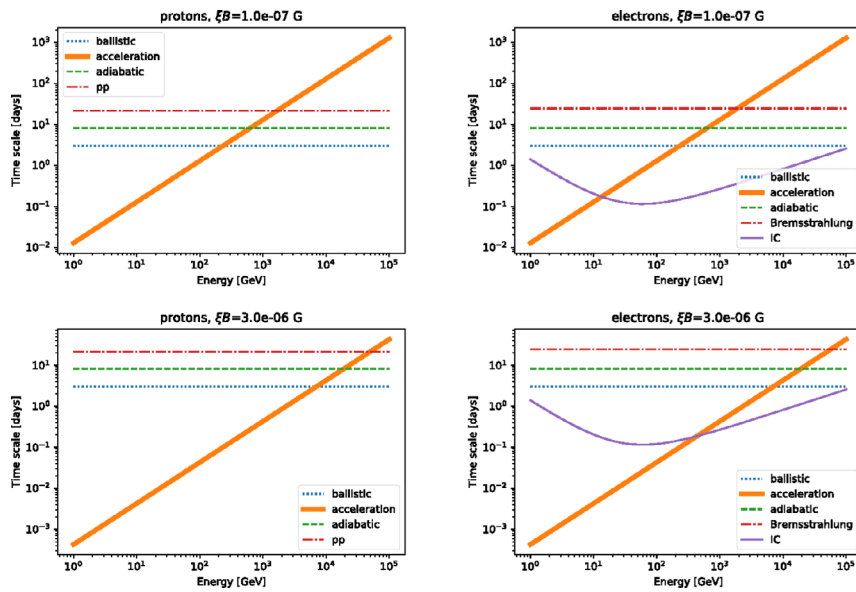 protons, ξB=1.0e-07 G
10³
10²
10¹
10⁰
10⁻¹
10⁻²
Time scale [days]
ballistic
acceleration
adiabatic
pp
10⁰ 10¹ 10² 10³ 10⁴ 10⁵
Energy [GeV]
electrons, ξB=1.0e-07 G
10³
10²
10¹
10⁰
10⁻¹
10⁻²
Time scale [days]
ballistic
acceleration
adiabatic
Bremsstrahlung
IC
10⁰ 10¹ 10² 10³ 10⁴ 10⁵
Energy [GeV]
protons, ξB=3.0e-06 G
10¹
10⁰
10⁻¹
10⁻²
10⁻³
Time scale [days]
ballistic
acceleration
adiabatic
pp
10⁰ 10¹ 10² 10³ 10⁴ 10⁵
Energy [GeV]
electrons, ξB=3.0e-06 G
10¹
10⁰
10⁻¹
10⁻²
10⁻³
Time scale [days]
ballistic
acceleration
adiabatic
Bremsstrahlung
IC
10⁰ 10¹ 10² 10³ 10⁴ 10⁵
Energy [GeV]